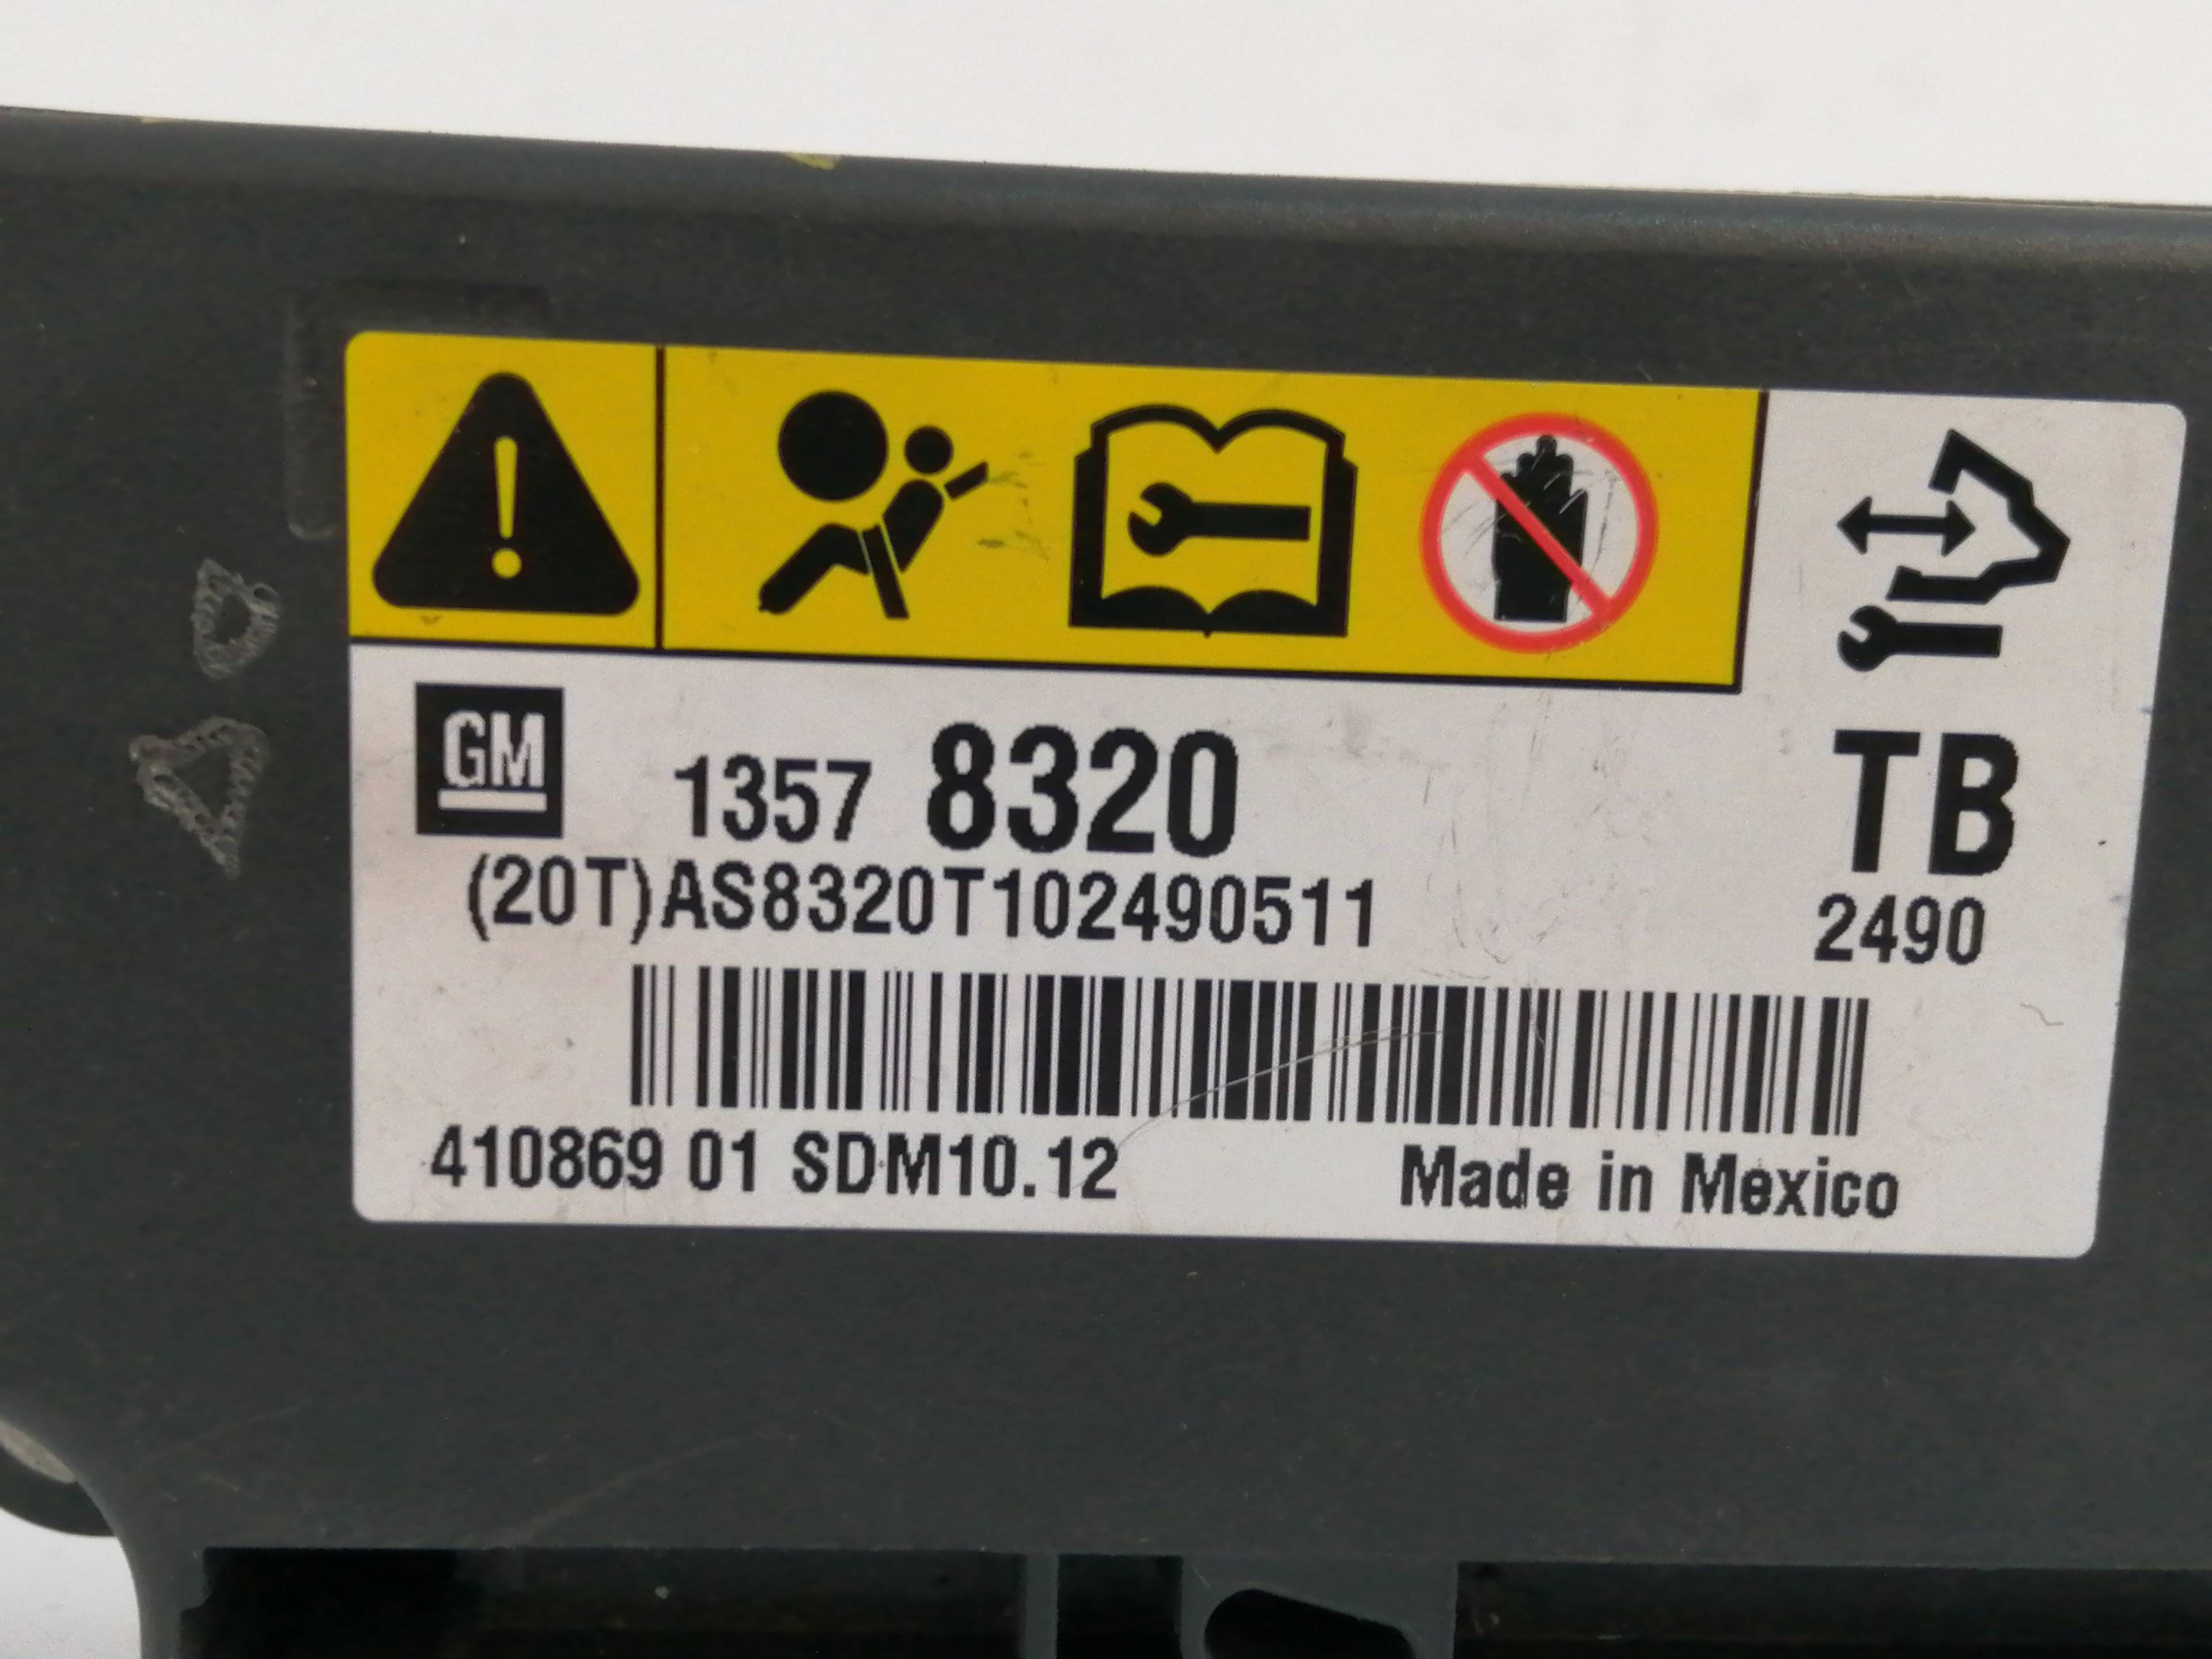 GM
1357 8320 TB
(20T)AS8320T102490511 2490
410869 01 SDM10.12 Made in Mexico